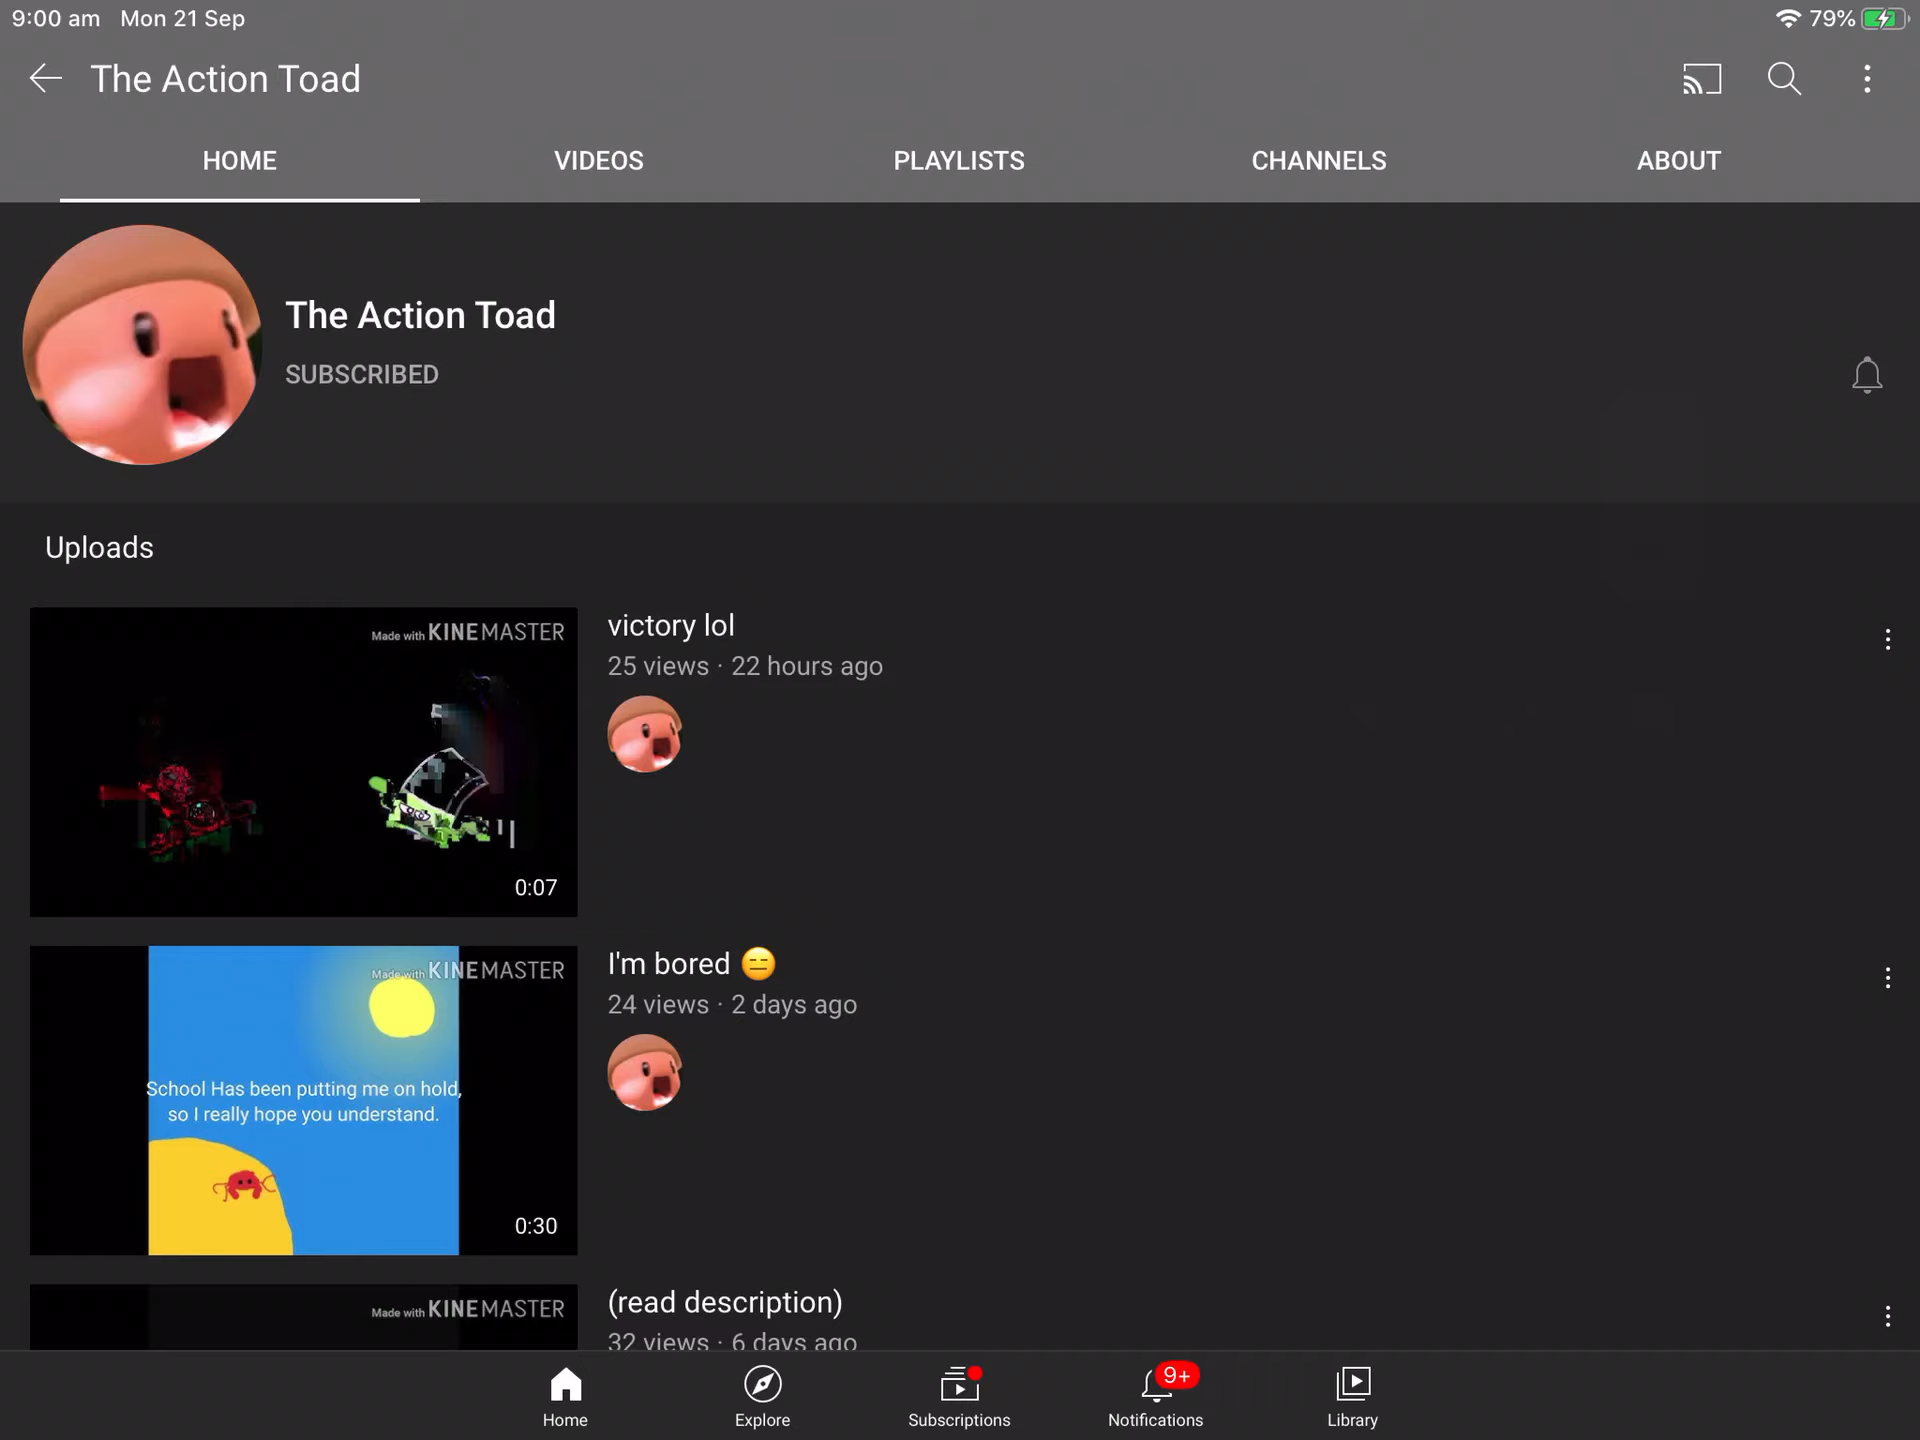 9:00 am Mon 21 Sep
79%
The Action Toad
HOME VIDEOS PLAYLISTS CHANNELS ABOUT
The Action Toad
SUBSCRIBED
Uploads
Made with KINEMASTER
0:07
victory lol
25 views · 22 hours ago
Made with KINEMASTER
School Has been putting me on hold,
so I really hope you understand.
0:30
I'm bored 😑
24 views · 2 days ago
Made with KINEMASTER
(read description)
32 views · 6 days ago
9+
Home Explore Subscriptions Notifications Library